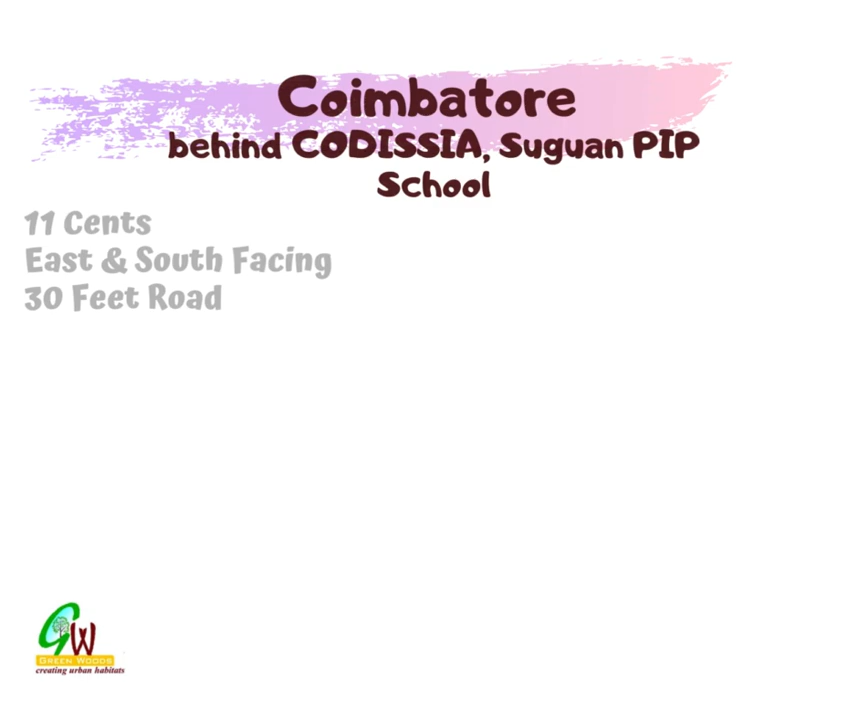 Coimbatore
behind CODISSIA, Suguan PIP
School
11 Cents
East & South Facing
30 Feet Road
GW
GREEN WOODS
creating urban habitats